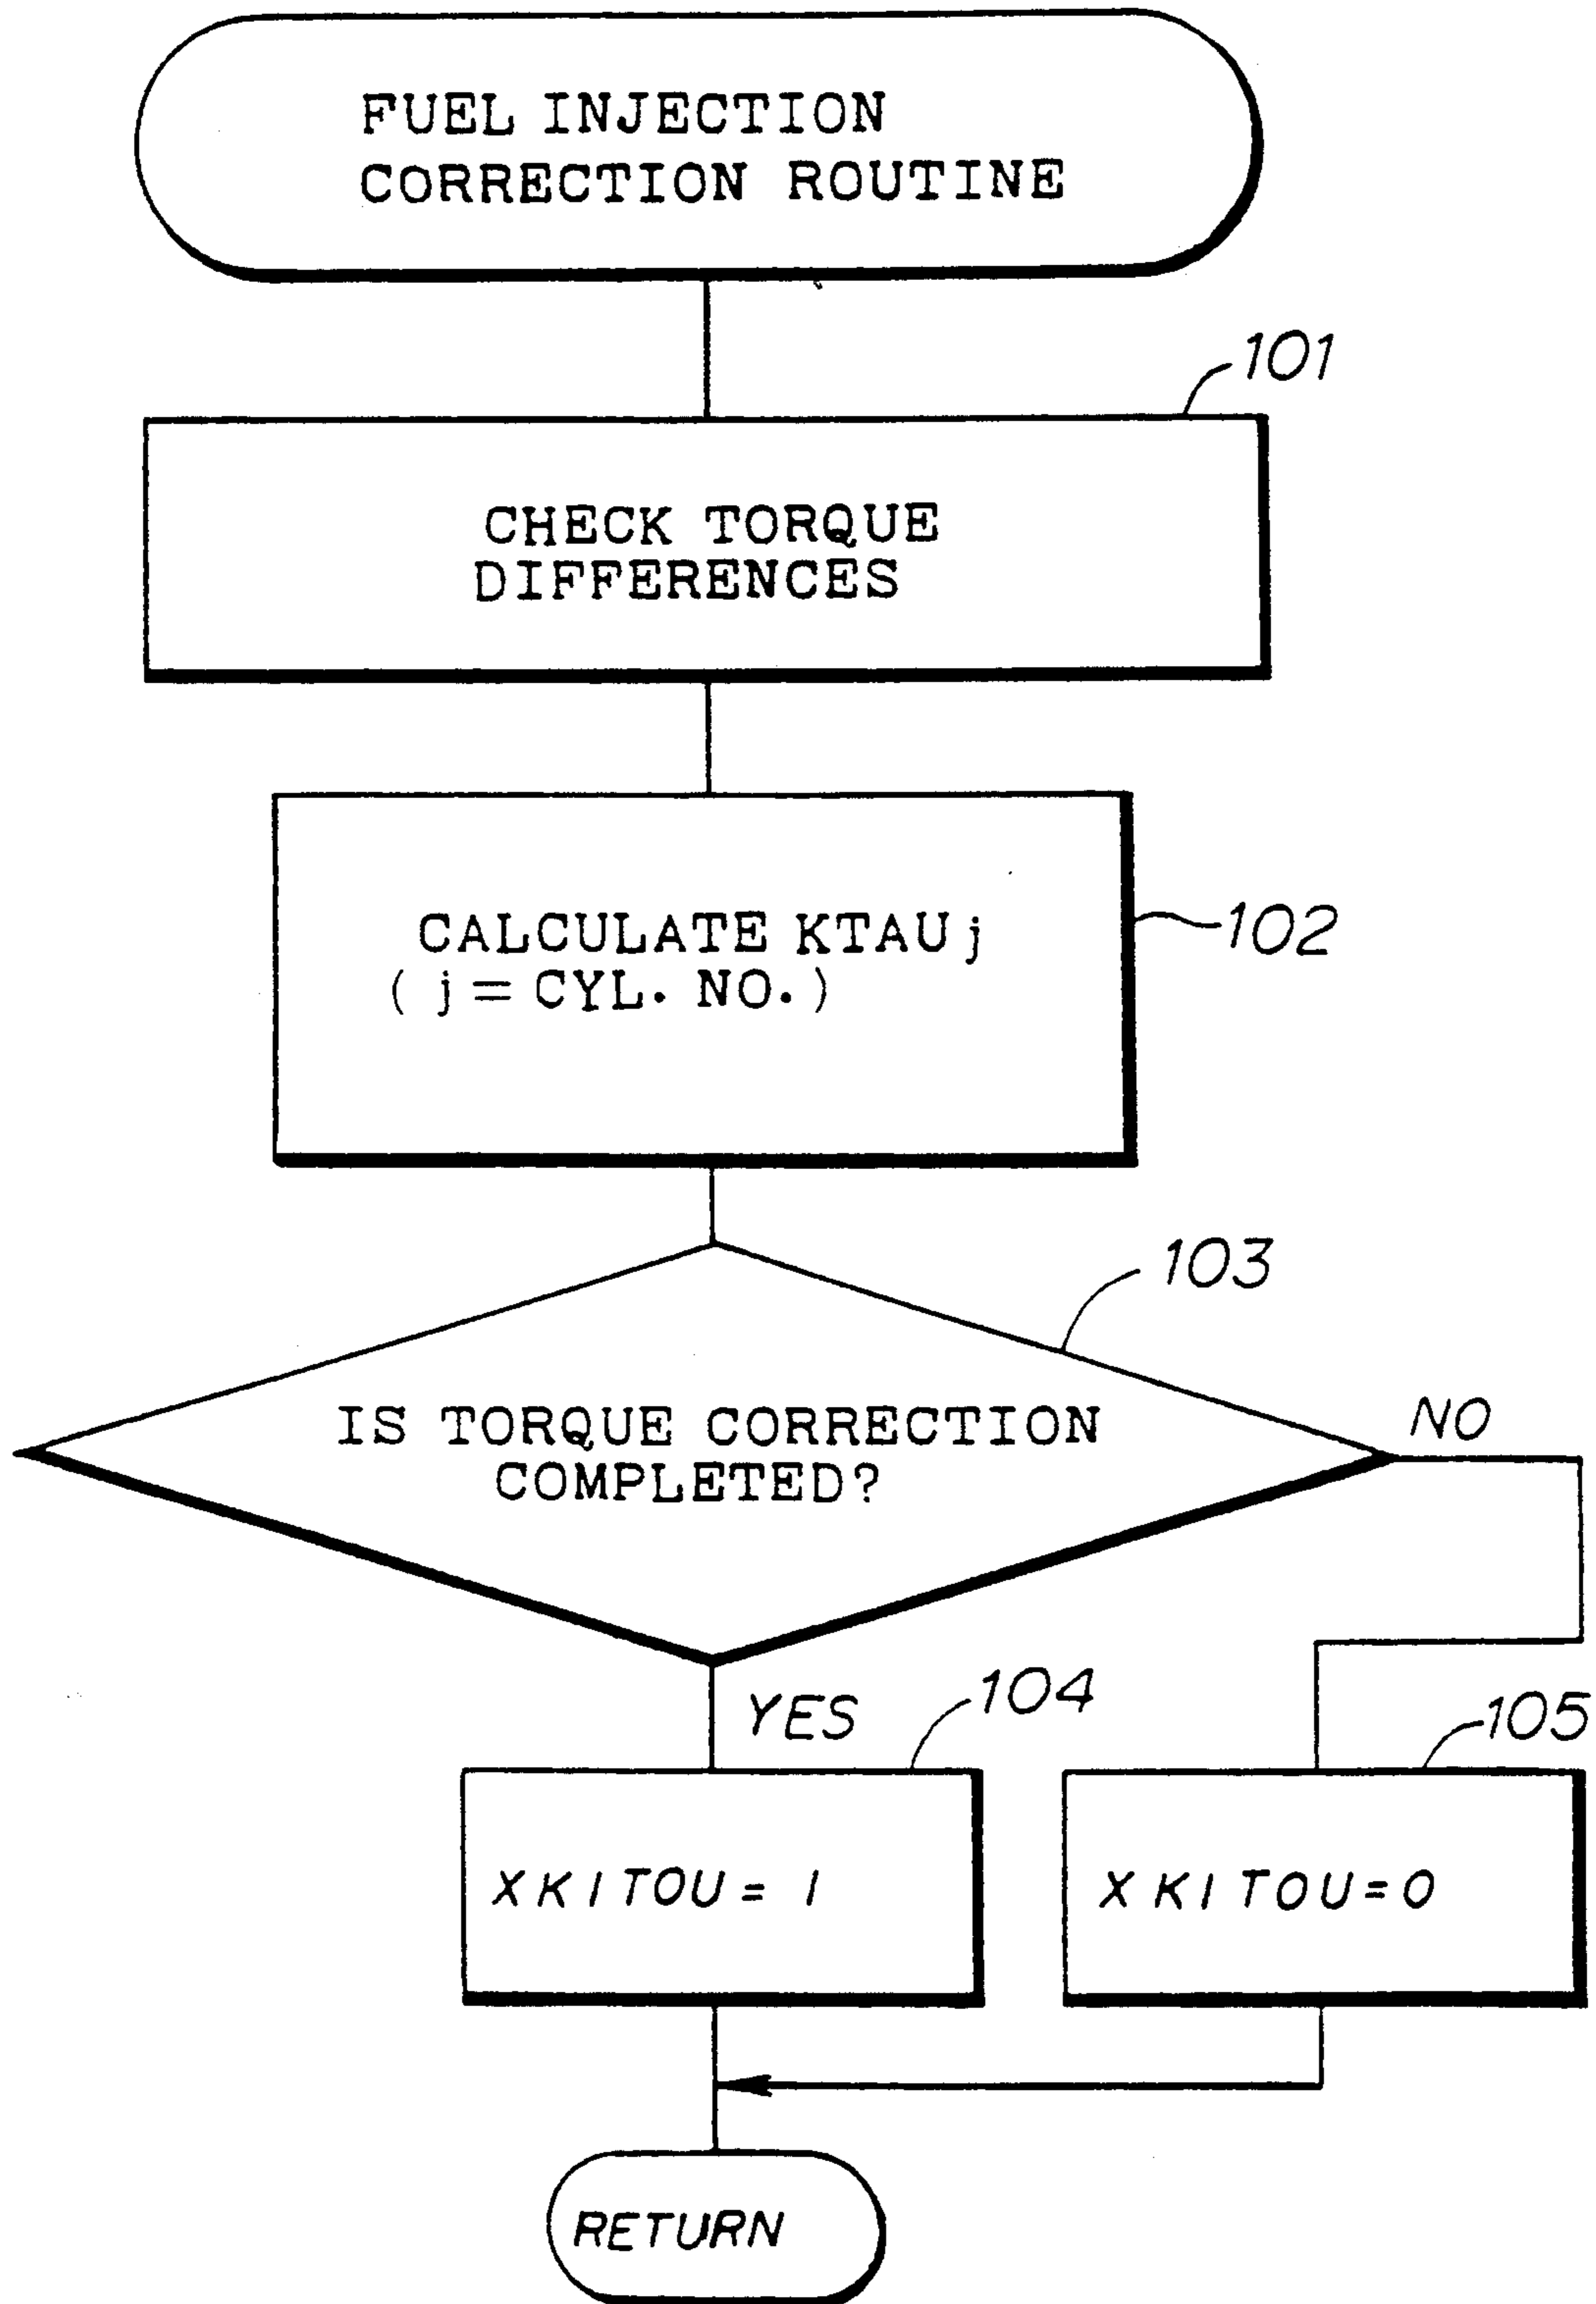 FUEL INJECTION
CORRECTION ROUTINE
101
CHECK TORQUE
DIFFERENCES
CALCULATE KTAU j
( j = CYL. NO. )
102
103
IS TORQUE CORRECTION
COMPLETED?
NO
YES
104
105
XKITOU = 1
XKITOU = 0
RETURN